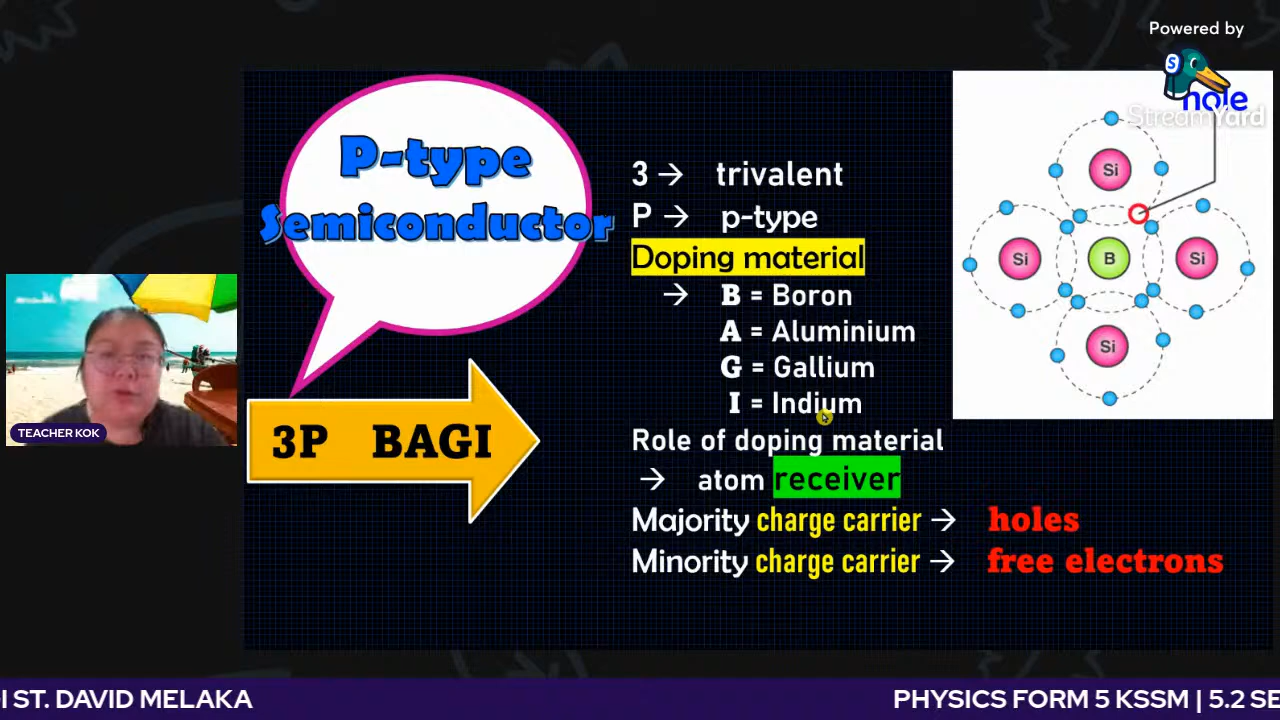 Powered by
StreamYard
hole
P-type
Semiconductor
3 → trivalent
P → p-type
Doping material
→ B = Boron
A = Aluminium
G = Gallium
I = Indium
Role of doping material
→ atom receiver
Majority charge carrier → holes
Minority charge carrier → free electrons
3P BAGI
Si
Si B Si
Si
TEACHER KOK
I ST. DAVID MELAKA
PHYSICS FORM 5 KSSM | 5.2 SE